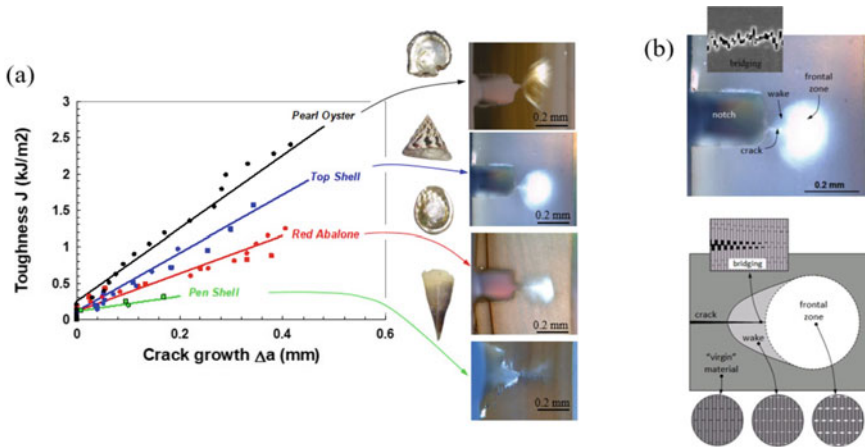 (a)
Toughness J (kJ/m2)
3
2.5
2
1.5
1
0.5
0
0
0.2
0.4
0.6
Crack growth Δa (mm)
Pearl Oyster
Top Shell
Red Abalone
Pen Shell
0.2 mm
0.2 mm
0.2 mm
0.2 mm
(b)
bridging
wake
frontal
zone
notch
crack
0.2 mm
bridging
frontal
zone
crack
wake
"virgin"
material